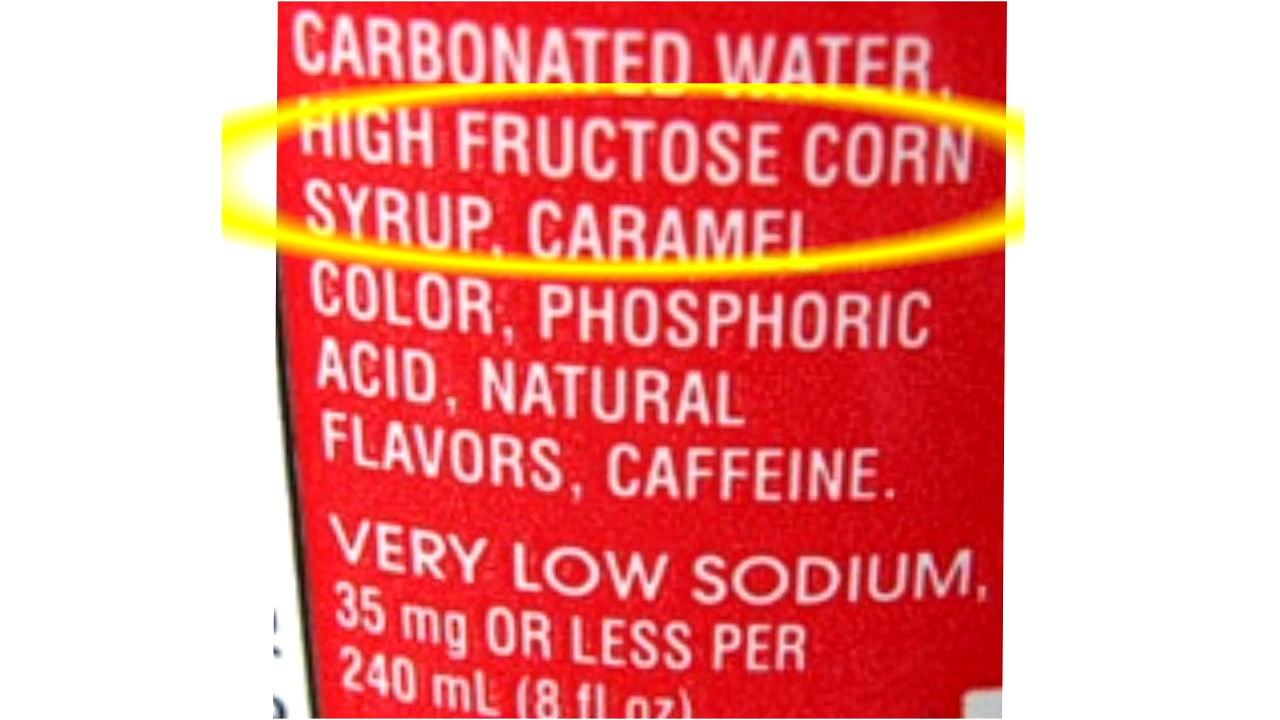 CARBONATED WATER,
HIGH FRUCTOSE CORN
SYRUP, CARAMEL
COLOR, PHOSPHORIC
ACID, NATURAL
FLAVORS, CAFFEINE.
VERY LOW SODIUM,
35 mg OR LESS PER
240 mL (8 fl oz)